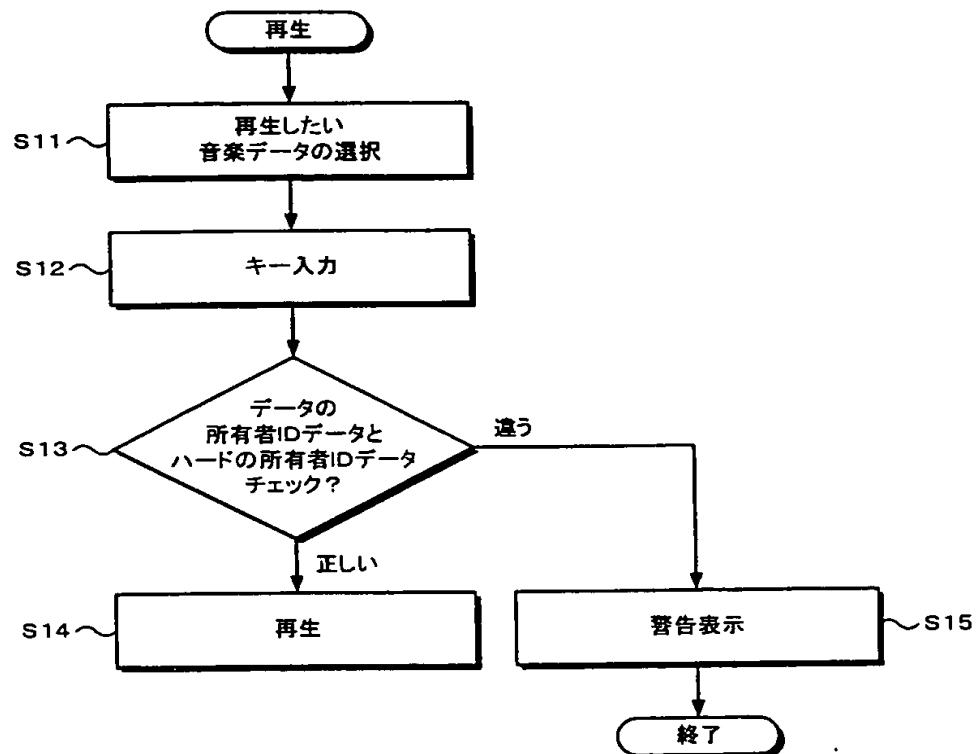 再生
S11
再生したい
音楽データの選択
S12
キー入力
S13
データの
所有者IDデータと
ハードの所有者IDデータ
チェック?
違う
正しい
S14
再生
警告表示
S15
終了